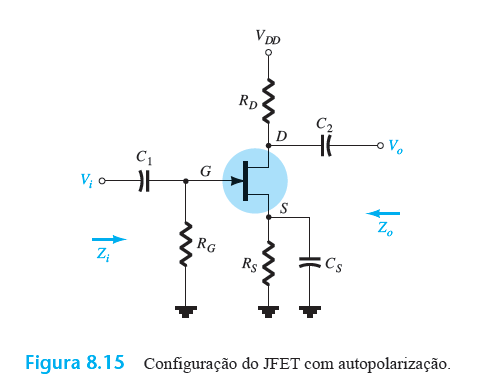 V_DD
R_D
D
C_2
V_o
C_1
V_i
G
S
Z_i
R_G
R_S
C_S
Z_o
Figura 8.15 Configuração do JFET com autopolarização.